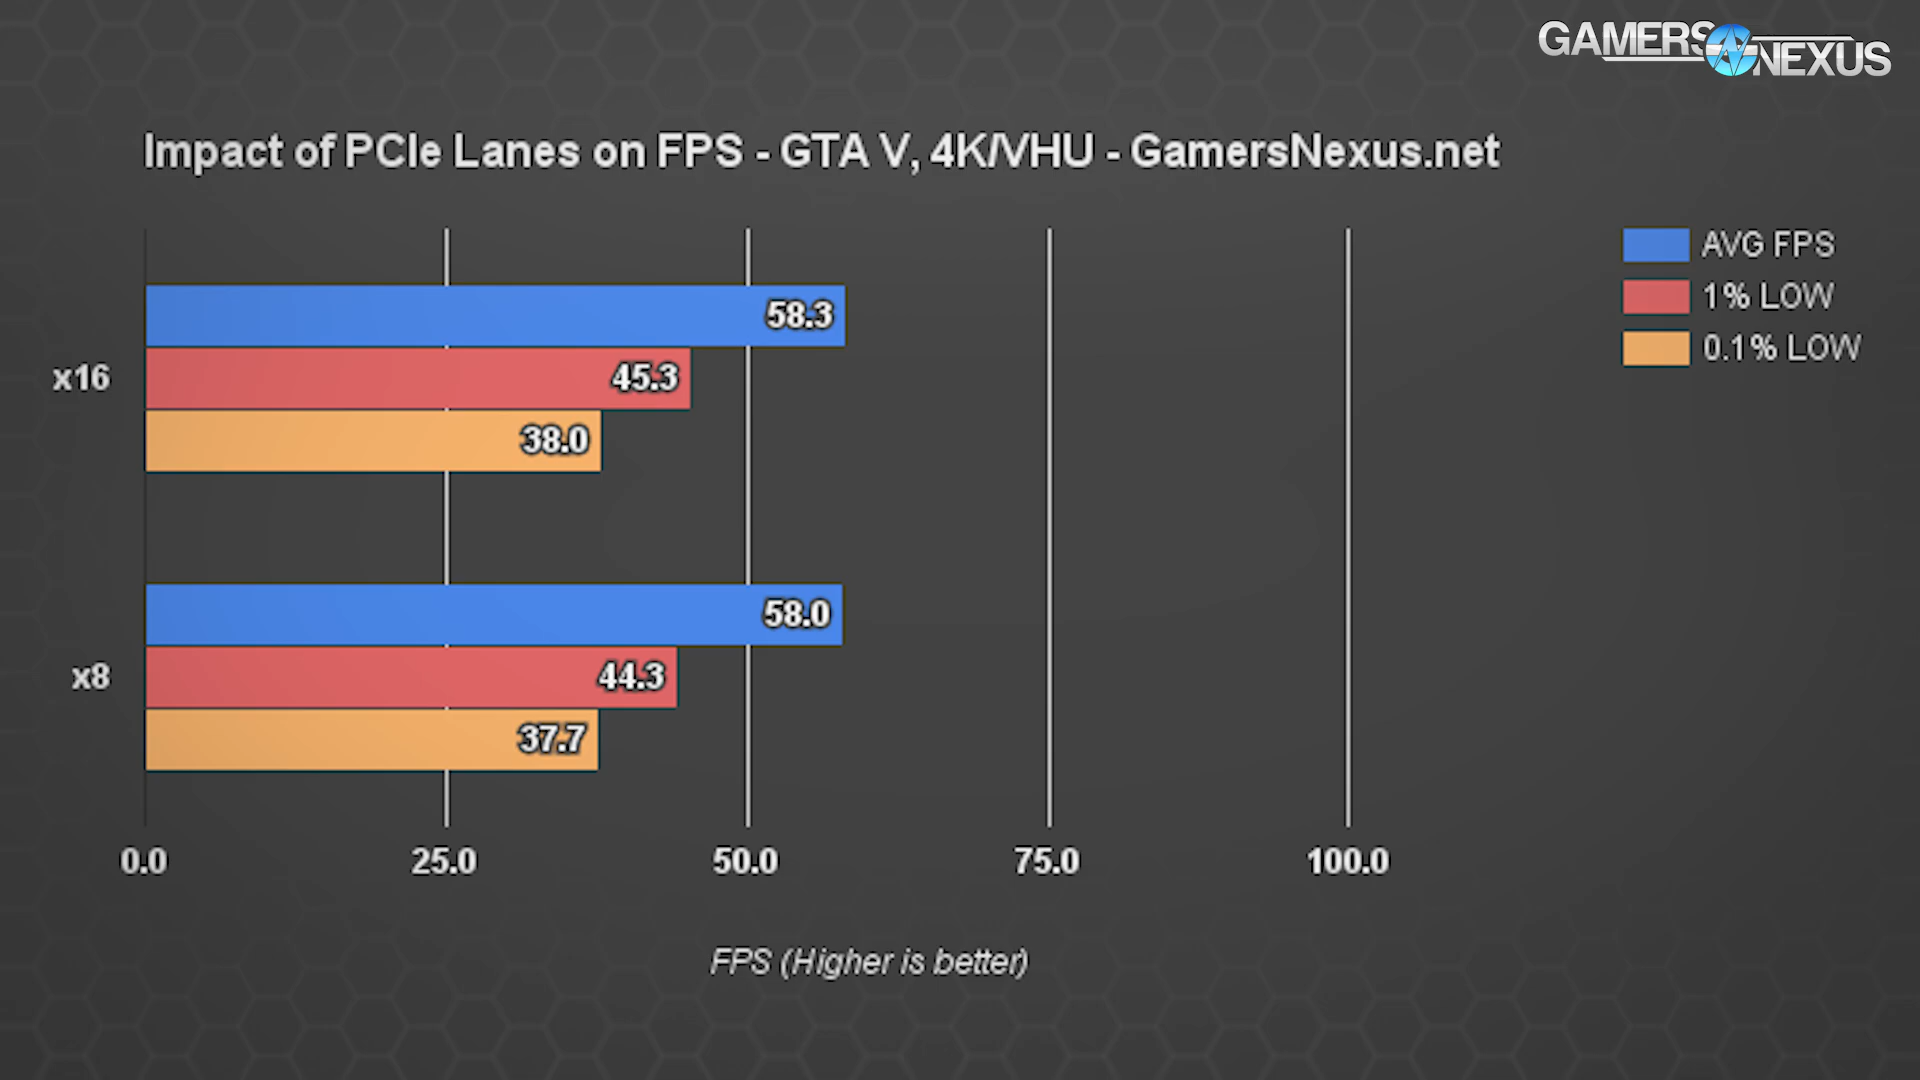 GAMERS NEXUS
Impact of PCIe Lanes on FPS - GTA V, 4K/VHU - GamersNexus.net
AVG FPS
1% LOW
0.1% LOW
x16
58.3
45.3
38.0
x8
58.0
44.3
37.7
0.0 25.0 50.0 75.0 100.0
FPS (Higher is better)